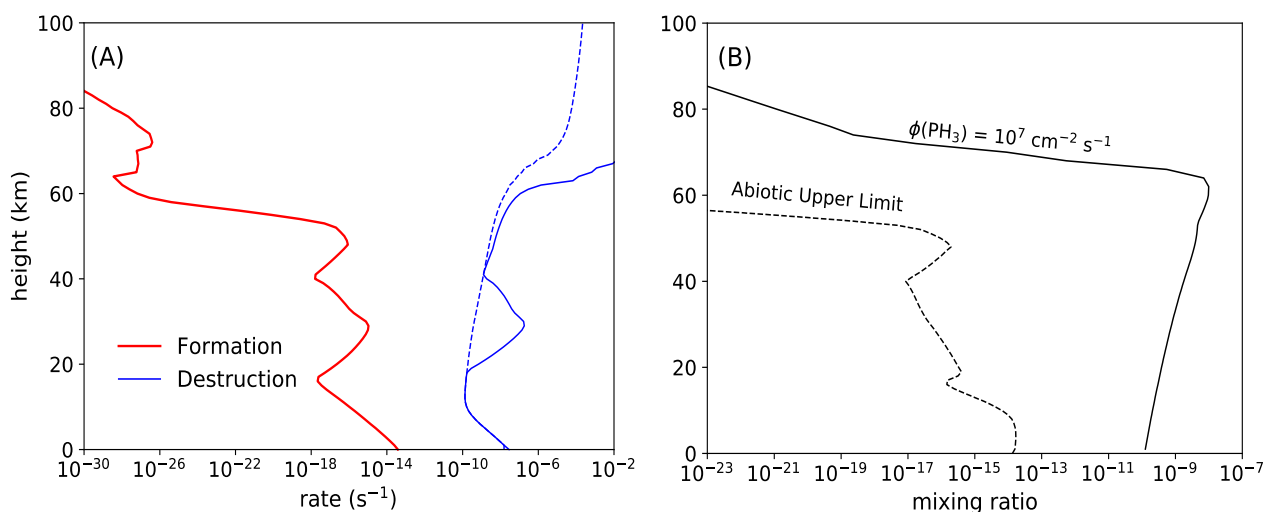 (A)
height (km)
100
80
60
40
20
0
Formation
Destruction
10⁻³⁰ 10⁻²⁶ 10⁻²² 10⁻¹⁸ 10⁻¹⁴ 10⁻¹⁰ 10⁻⁶ 10⁻²
rate (s⁻¹)
(B)
100
80
60
40
20
0
ϕ(PH₃) = 10⁷ cm⁻² s⁻¹
Abiotic Upper Limit
10⁻²³ 10⁻²¹ 10⁻¹⁹ 10⁻¹⁷ 10⁻¹⁵ 10⁻¹³ 10⁻¹¹ 10⁻⁹ 10⁻⁷
mixing ratio